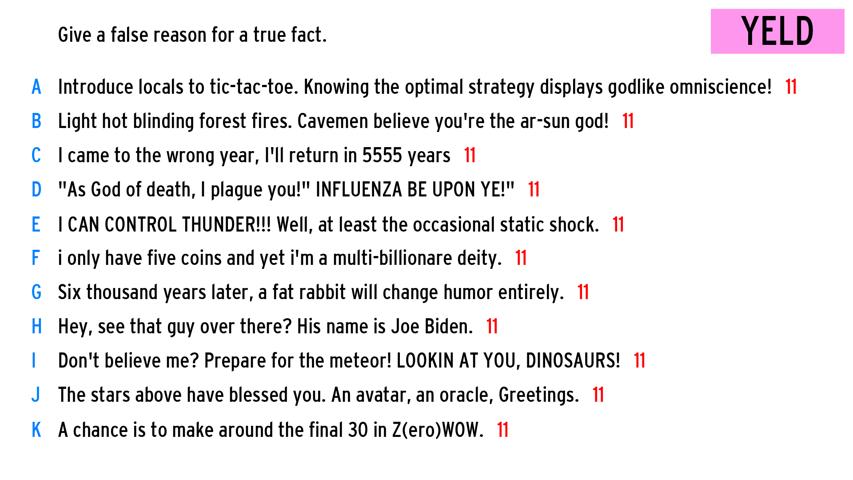 Give a false reason for a true fact.
YELD
A Introduce locals to tic-tac-toe. Knowing the optimal strategy displays godlike omniscience! 11
B Light hot blinding forest fires. Cavemen believe you're the ar-sun god! 11
C I came to the wrong year, I'll return in 5555 years 11
D "As God of death, I plague you!" INFLUENZA BE UPON YE!" 11
E I CAN CONTROL THUNDER!!! Well, at least the occasional static shock. 11
F i only have five coins and yet i'm a multi-billionare deity. 11
G Six thousand years later, a fat rabbit will change humor entirely. 11
H Hey, see that guy over there? His name is Joe Biden. 11
I Don't believe me? Prepare for the meteor! LOOKIN AT YOU, DINOSAURS! 11
J The stars above have blessed you. An avatar, an oracle, Greetings. 11
K A chance is to make around the final 30 in Z(ero)WOW. 11